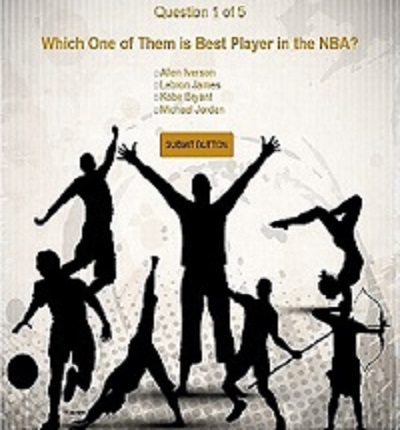 Question 1 of 5
Which One of Them is Best Player in the NBA?
Allen Iverson
Lebron James
Kobe Bryant
Michael Jordan
SUBMIT BUTTON